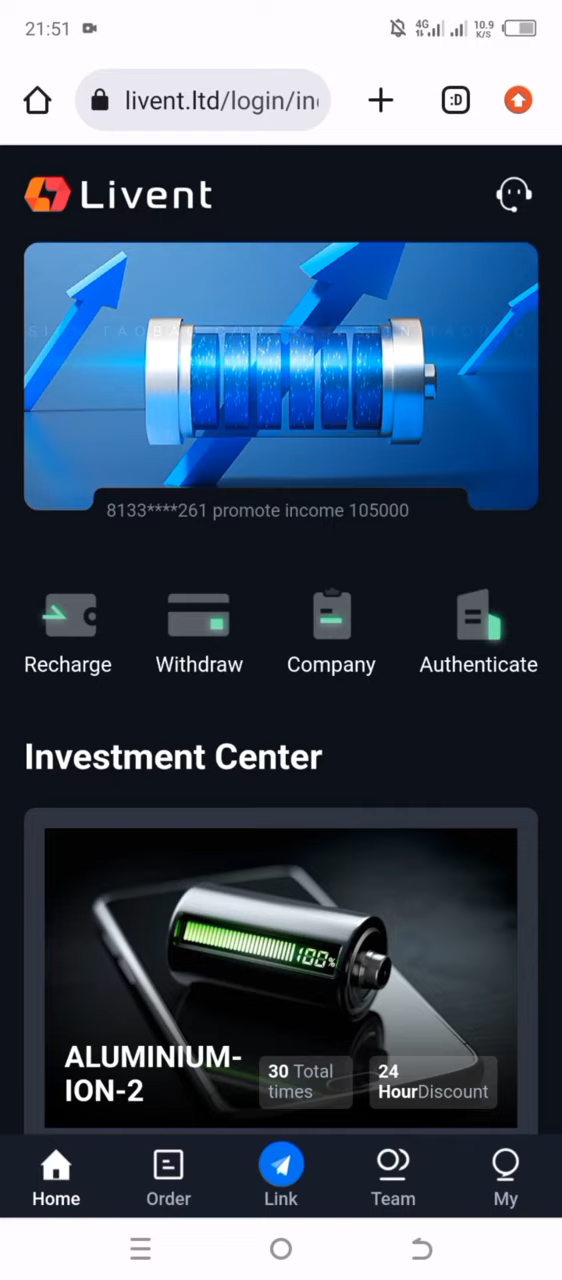 21:51
4G
10.9
K/S
livent.ltd/login/in
:D
Livent
8133****261 promote income 105000
Recharge
Withdraw
Company
Authenticate
Investment Center
100%
ALUMINIUM-
ION-2
30 Total
times
24
HourDiscount
Home
Order
Link
Team
My